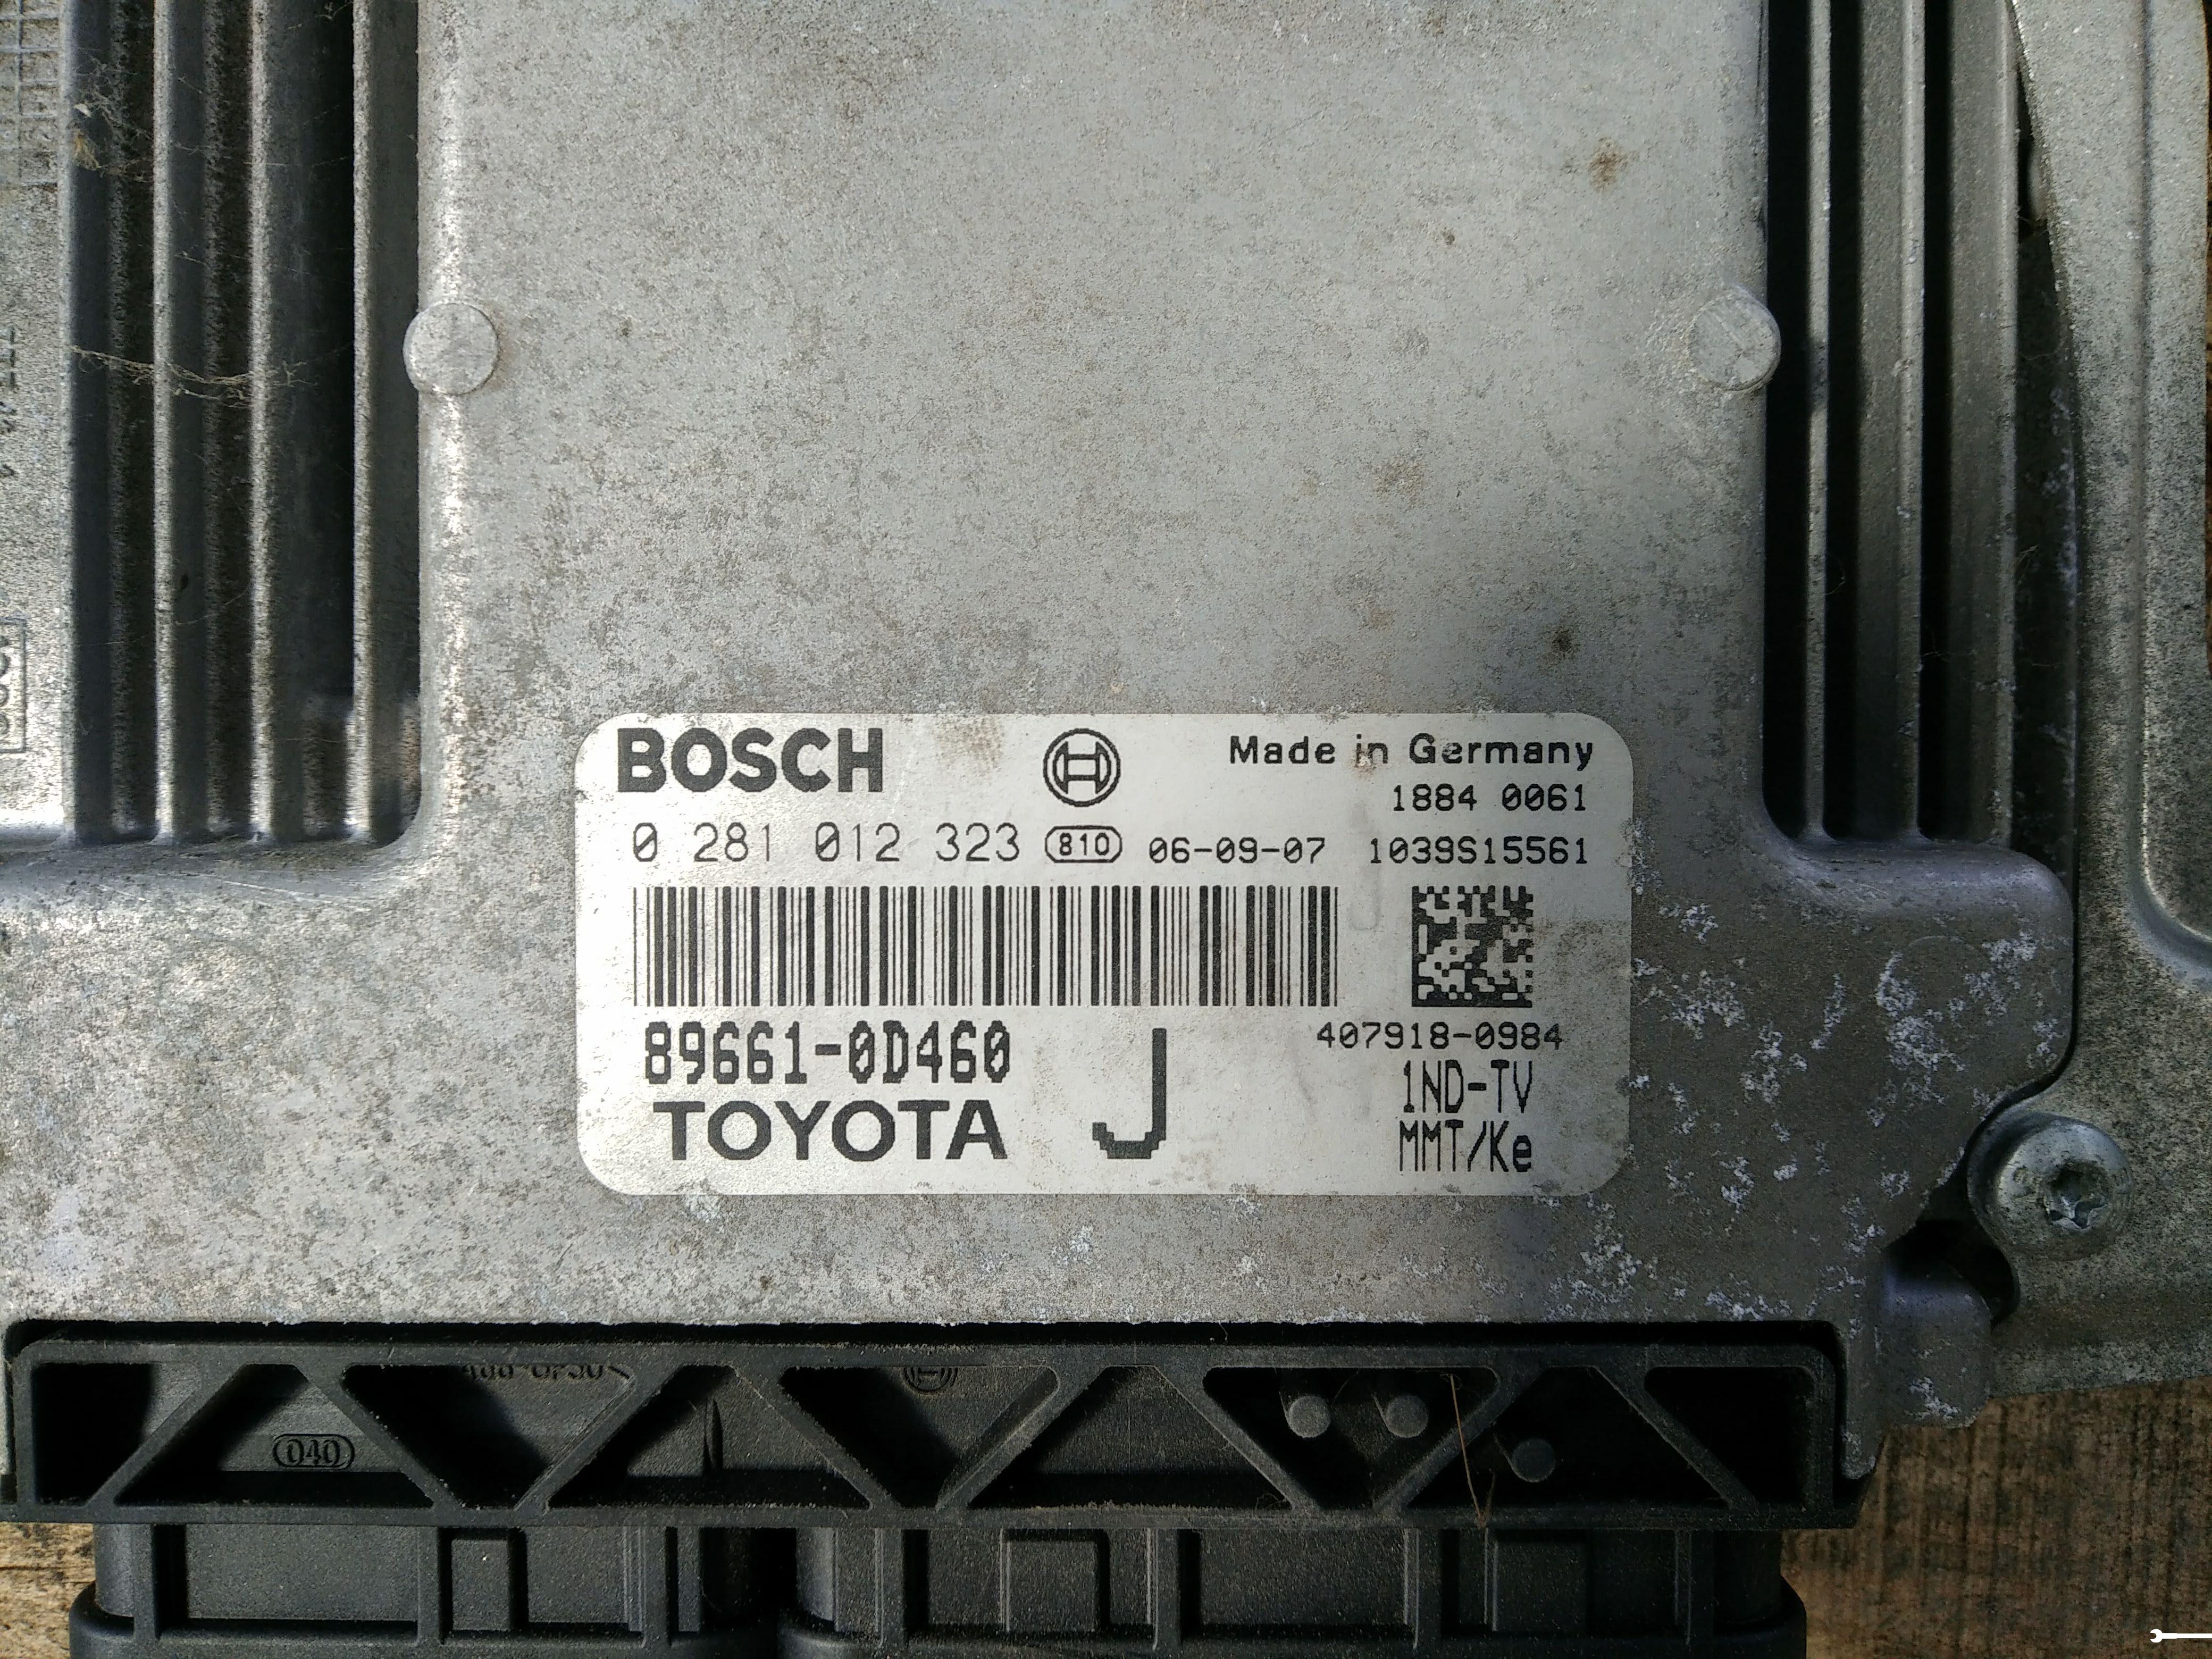 BOSCH
Made in Germany
1884 0061
0 281 012 323 810 06-09-07 1039S15561
89661-0D460
TOYOTA
J
407918-0984
1ND-TV
MMT/Ke
040